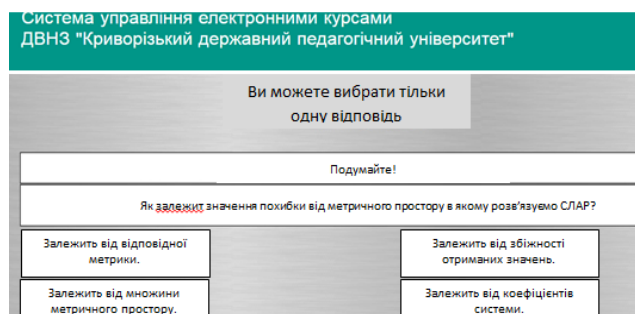 Система управління електронними курсами
ДВНЗ "Криворізький державний педагогічний університет"
Ви можете вибрати тільки
одну відповідь
Подумайте!
Як залежит значення похибки від метричного простору в якому розв'язуємо СЛАР?
Залежить від відповідної
метрики.
Залежить від збіжності
отриманих значень.
Залежить від множини
метричного простору.
Залежить від коефіцієнтів
системи.